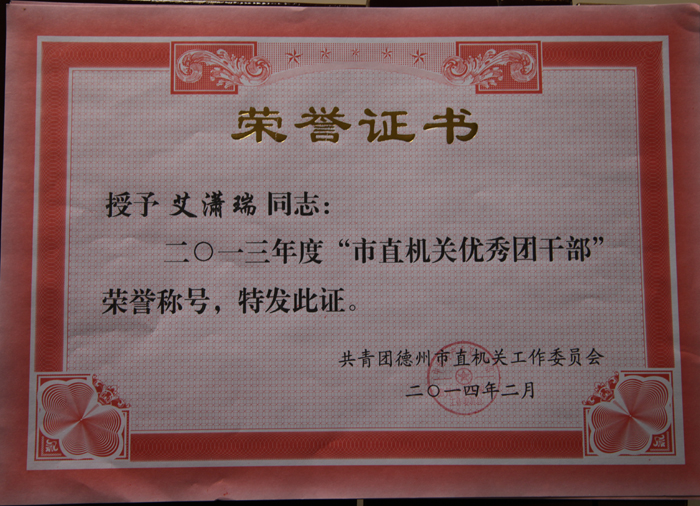 荣誉证书
授予 艾潇瑞 同志：
二〇一三年度“市直机关优秀团干部”
荣誉称号，特发此证。
共青团德州市直机关工作委员会
二〇一四年二月